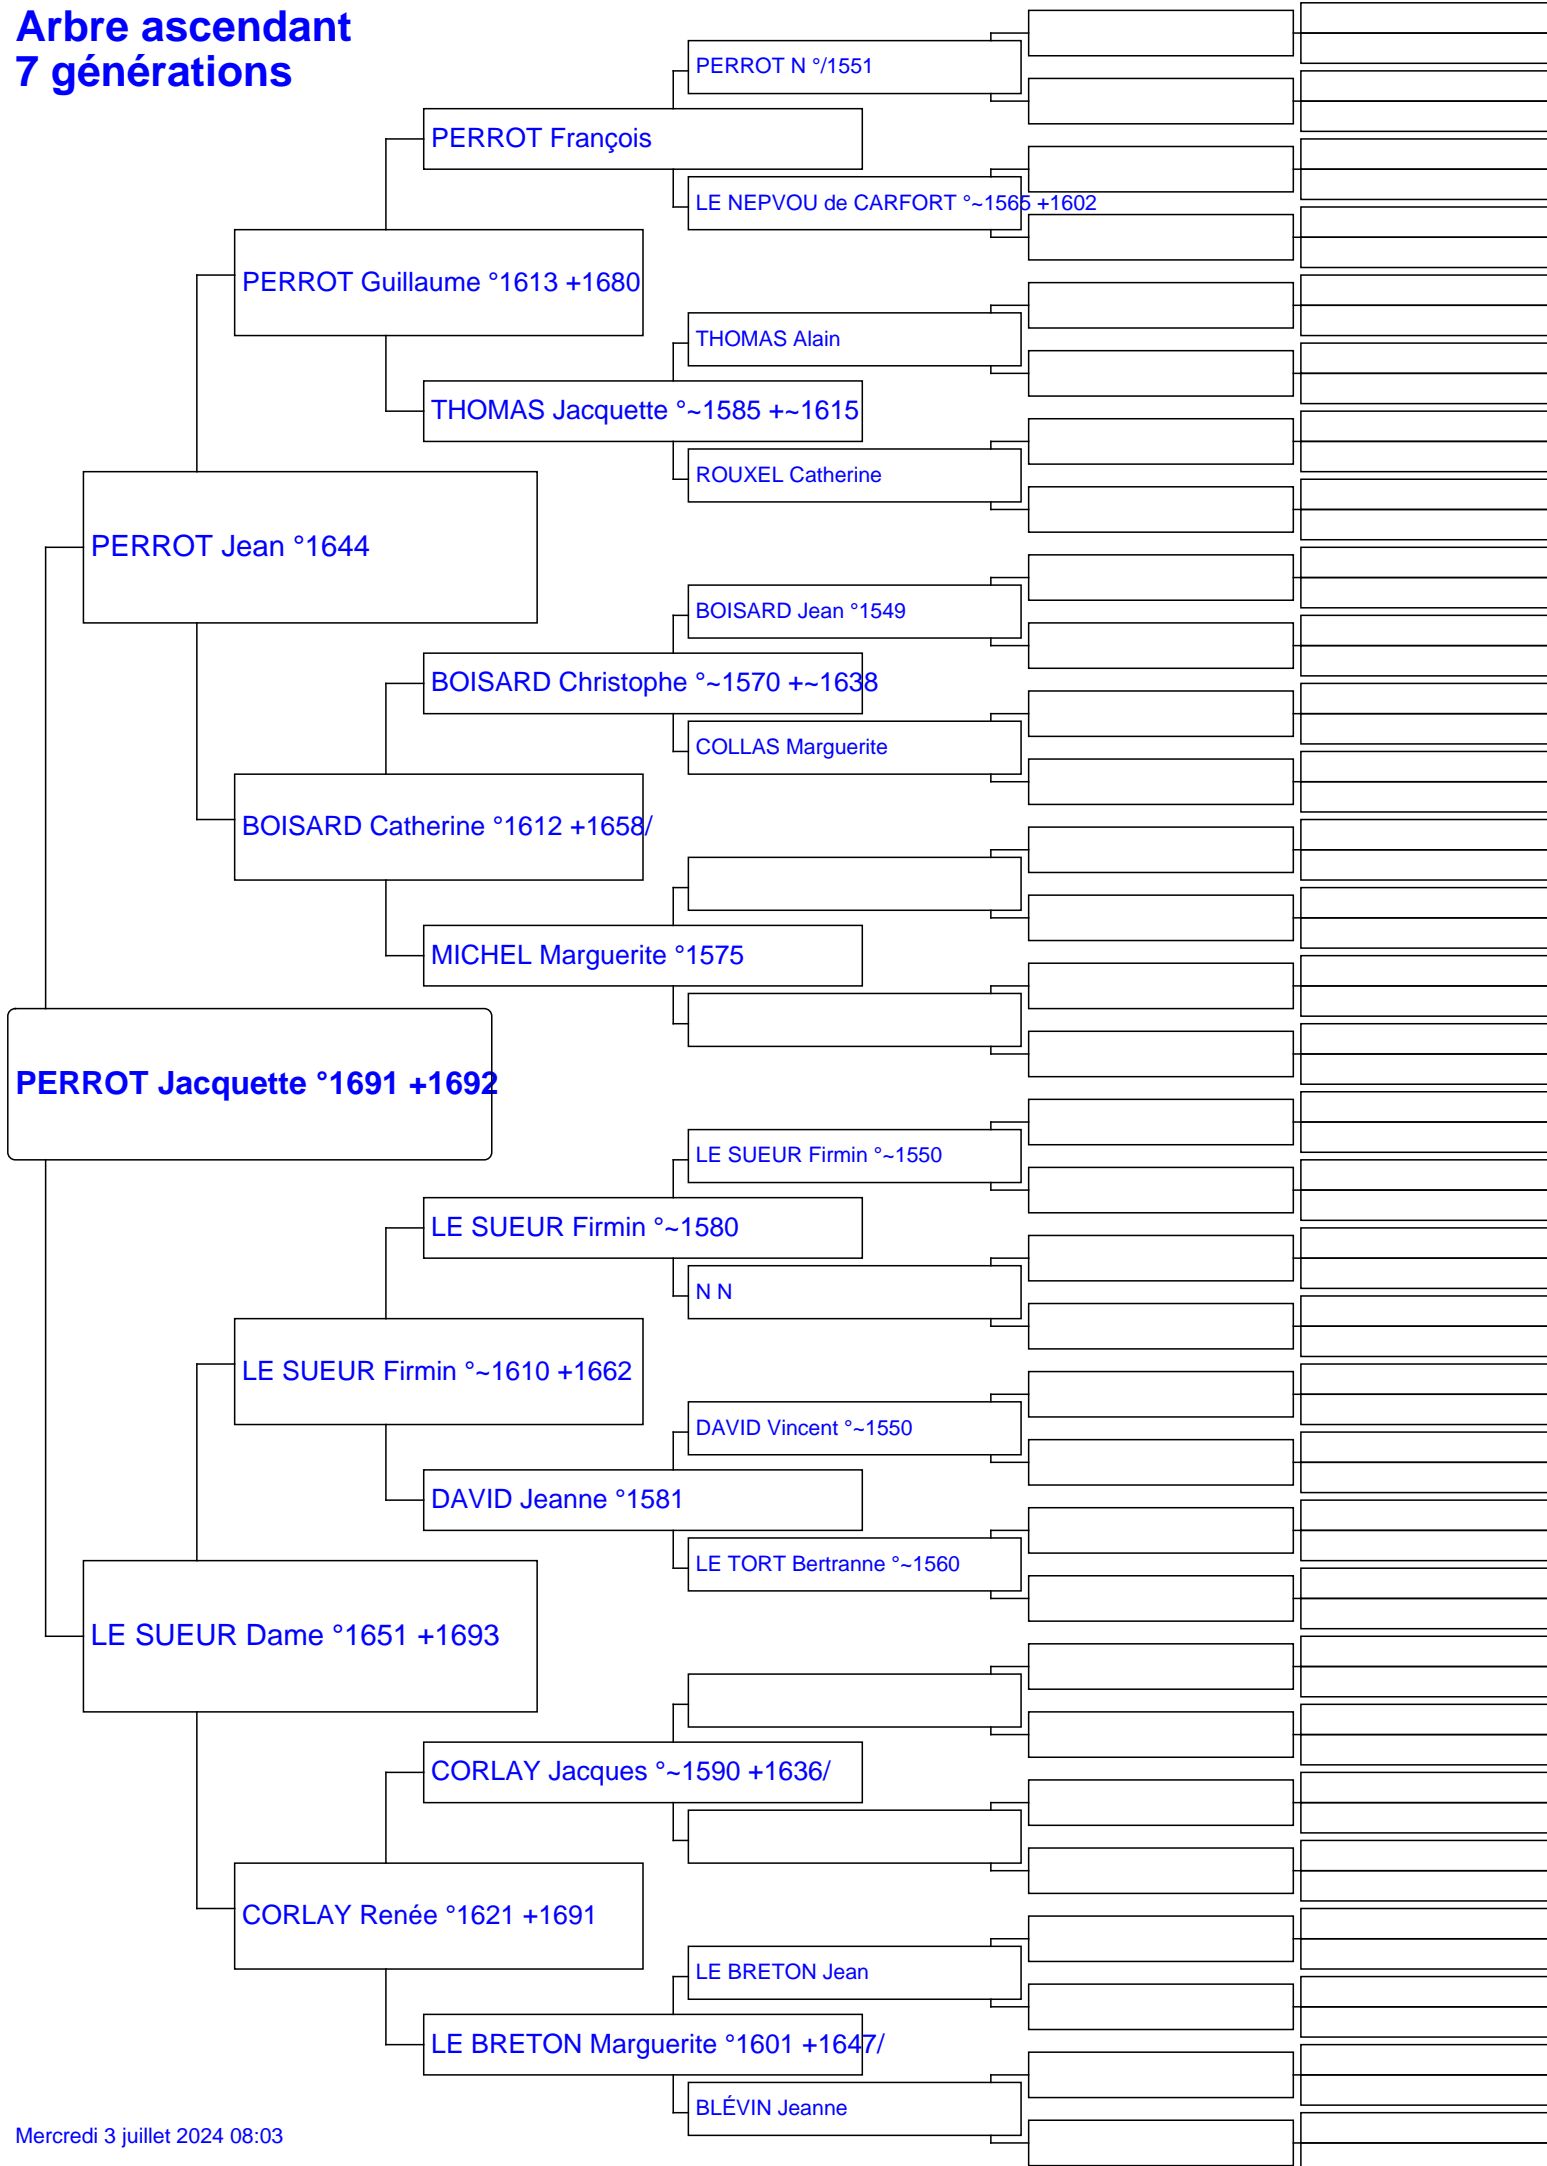 Arbre ascendant
7 générations
PERROT N °/1551
PERROT François
LE NEPVOU de CARFORT °~1565 +1602
PERROT Guillaume °1613 +1680
THOMAS Alain
THOMAS Jacquette °~1585 +~1615
ROUXEL Catherine
PERROT Jean °1644
BOISARD Jean °1549
BOISARD Christophe °~1570 +~1638
COLLAS Marguerite
BOISARD Catherine °1612 +1658/
MICHEL Marguerite °1575
PERROT Jacquette °1691 +1692
LE SUEUR Firmin °~1550
LE SUEUR Firmin °~1580
N N
LE SUEUR Firmin °~1610 +1662
DAVID Vincent °~1550
DAVID Jeanne °1581
LE TORT Bertranne °~1560
LE SUEUR Dame °1651 +1693
CORLAY Jacques °~1590 +1636/
CORLAY Renée °1621 +1691
LE BRETON Jean
LE BRETON Marguerite °1601 +1647/
BLÉVIN Jeanne
Mercredi 3 juillet 2024 08:03